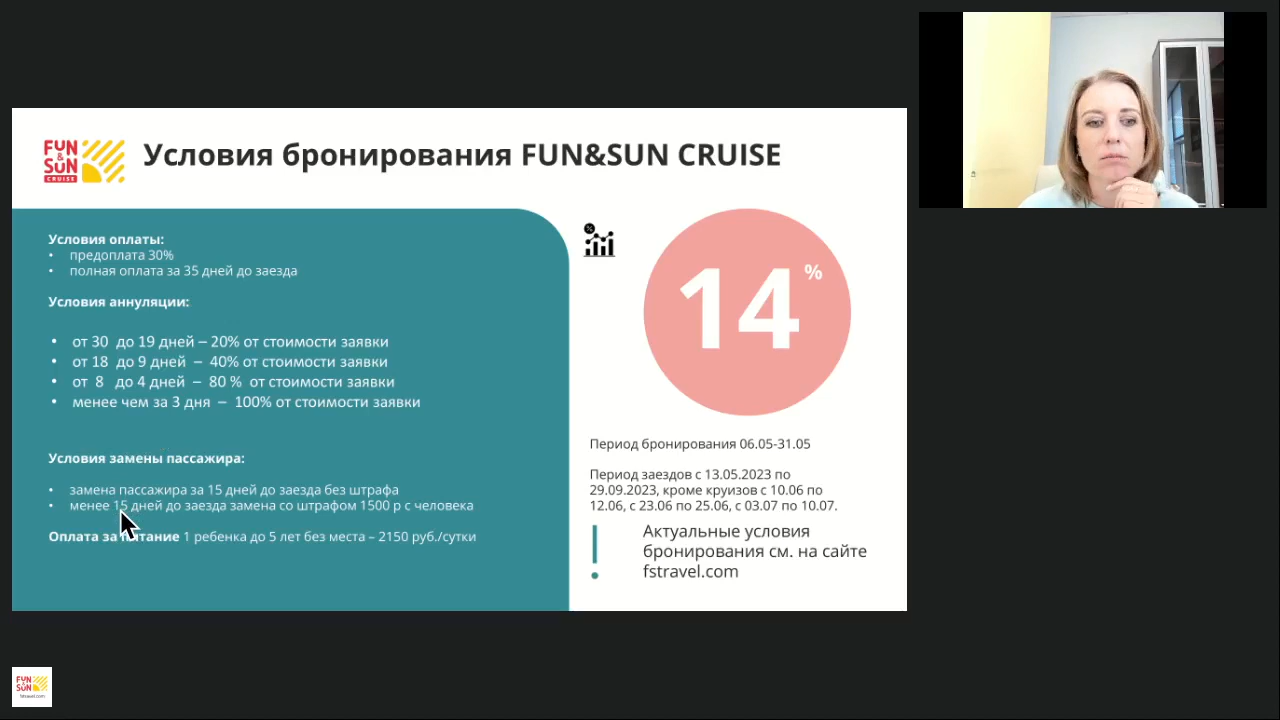 FUN
&
SUN
CRUISE
Условия бронирования FUN&SUN CRUISE
Условия оплаты:
• предоплата 30%
• полная оплата за 35 дней до заезда
Условия аннуляции:
• от 30 до 19 дней – 20% от стоимости заявки
• от 18 до 9 дней – 40% от стоимости заявки
• от 8 до 4 дней – 80 % от стоимости заявки
• менее чем за 3 дня – 100% от стоимости заявки
Условия замены пассажира:
• замена пассажира за 15 дней до заезда без штрафа
• менее 15 дней до заезда замена со штрафом 1500 р с человека
Оплата за питание 1 ребенка до 5 лет без места – 2150 руб./сутки
%
14 %
Период бронирования 06.05-31.05
Период заездов с 13.05.2023 по
29.09.2023, кроме круизов с 10.06 по
12.06, с 23.06 по 25.06, с 03.07 по 10.07.
! Актуальные условия
бронирования см. на сайте
fstravel.com
FUN
&
SUN
fstravel.com